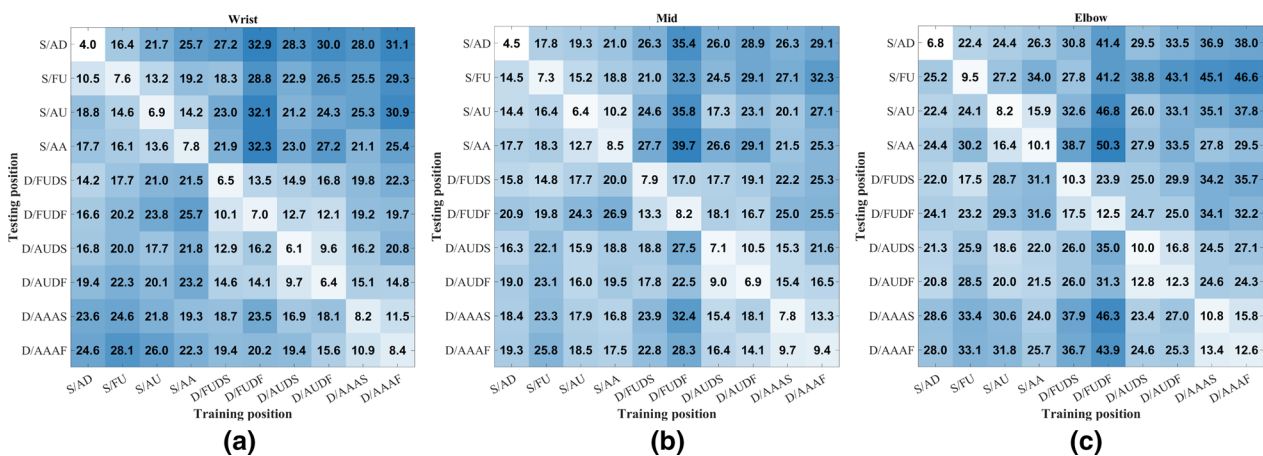 Wrist
S/AD 4.0 16.4 21.7 25.7 27.2 32.9 28.3 30.0 28.0 31.1
S/FU 10.5 7.6 13.2 19.2 18.3 28.8 22.9 26.5 25.5 29.3
S/AU 18.8 14.6 6.9 14.2 23.0 32.1 21.2 24.3 25.3 30.9
S/AA 17.7 16.1 13.6 7.8 21.9 32.3 23.0 27.2 21.1 25.4
D/FUDS 14.2 17.7 21.0 21.5 6.5 13.5 14.9 16.8 19.8 22.3
D/FUDF 16.6 20.2 23.8 25.7 10.1 7.0 12.7 12.1 19.2 19.7
D/AUDS 16.8 20.0 17.7 21.8 12.9 16.2 6.1 9.6 16.2 20.8
D/AUDF 19.4 22.3 20.1 23.2 14.6 14.1 9.7 6.4 15.1 14.8
D/AAAS 23.6 24.6 21.8 19.3 18.7 23.5 16.9 18.1 8.2 11.5
D/AAAF 24.6 28.1 26.0 22.3 19.4 20.2 19.4 15.6 10.9 8.4
S/AD S/FU S/AU S/AA D/FUDS D/FUDF D/AUDS D/AUDF D/AAAS D/AAAF
Testing position
Training position
(a)
Mid
S/AD 4.5 17.8 19.3 21.0 26.3 35.4 26.0 28.9 26.3 29.1
S/FU 14.5 7.3 15.2 18.8 21.0 32.3 24.5 29.1 27.1 32.3
S/AU 14.4 16.4 6.4 10.2 24.6 35.8 17.3 23.1 20.1 27.1
S/AA 17.7 18.3 12.7 8.5 27.7 39.7 26.6 29.1 21.5 25.3
D/FUDS 15.8 14.8 17.7 20.0 7.9 17.0 17.7 19.1 22.2 25.3
D/FUDF 20.9 19.8 24.3 26.9 13.3 8.2 18.1 16.7 25.0 25.5
D/AUDS 16.3 22.1 15.9 18.8 18.8 27.5 7.1 10.5 15.3 21.6
D/AUDF 19.0 23.1 16.0 19.5 17.8 22.5 9.0 6.9 15.4 16.5
D/AAAS 18.4 23.3 17.9 16.8 23.9 32.4 15.4 18.1 7.8 13.3
D/AAAF 19.3 25.8 18.5 17.5 22.8 28.3 16.4 14.1 9.7 9.4
S/AD S/FU S/AU S/AA D/FUDS D/FUDF D/AUDS D/AUDF D/AAAS D/AAAF
Testing position
Training position
(b)
Elbow
S/AD 6.8 22.4 24.4 26.3 30.8 41.4 29.5 33.5 36.9 38.0
S/FU 25.2 9.5 27.2 34.0 27.8 41.2 38.8 43.1 45.1 46.6
S/AU 22.4 24.1 8.2 15.9 32.6 46.8 26.0 33.1 35.1 37.8
S/AA 24.4 30.2 16.4 10.1 38.7 50.3 27.9 33.5 27.8 29.5
D/FUDS 22.0 17.5 28.7 31.1 10.3 23.9 25.0 29.9 34.2 35.7
D/FUDF 24.1 23.2 29.3 31.6 17.5 12.5 24.7 25.0 34.1 32.2
D/AUDS 21.3 25.9 18.6 22.0 26.0 35.0 10.0 16.8 24.5 27.1
D/AUDF 20.8 28.5 20.0 21.5 26.0 31.3 12.8 12.3 24.6 24.3
D/AAAS 28.6 33.4 30.6 24.0 37.9 46.3 23.4 27.0 10.8 15.8
D/AAAF 28.0 33.1 31.8 25.7 36.7 43.9 24.6 25.3 13.4 12.6
S/AD S/FU S/AU S/AA D/FUDS D/FUDF D/AUDS D/AUDF D/AAAS D/AAAF
Testing position
Training position
(c)